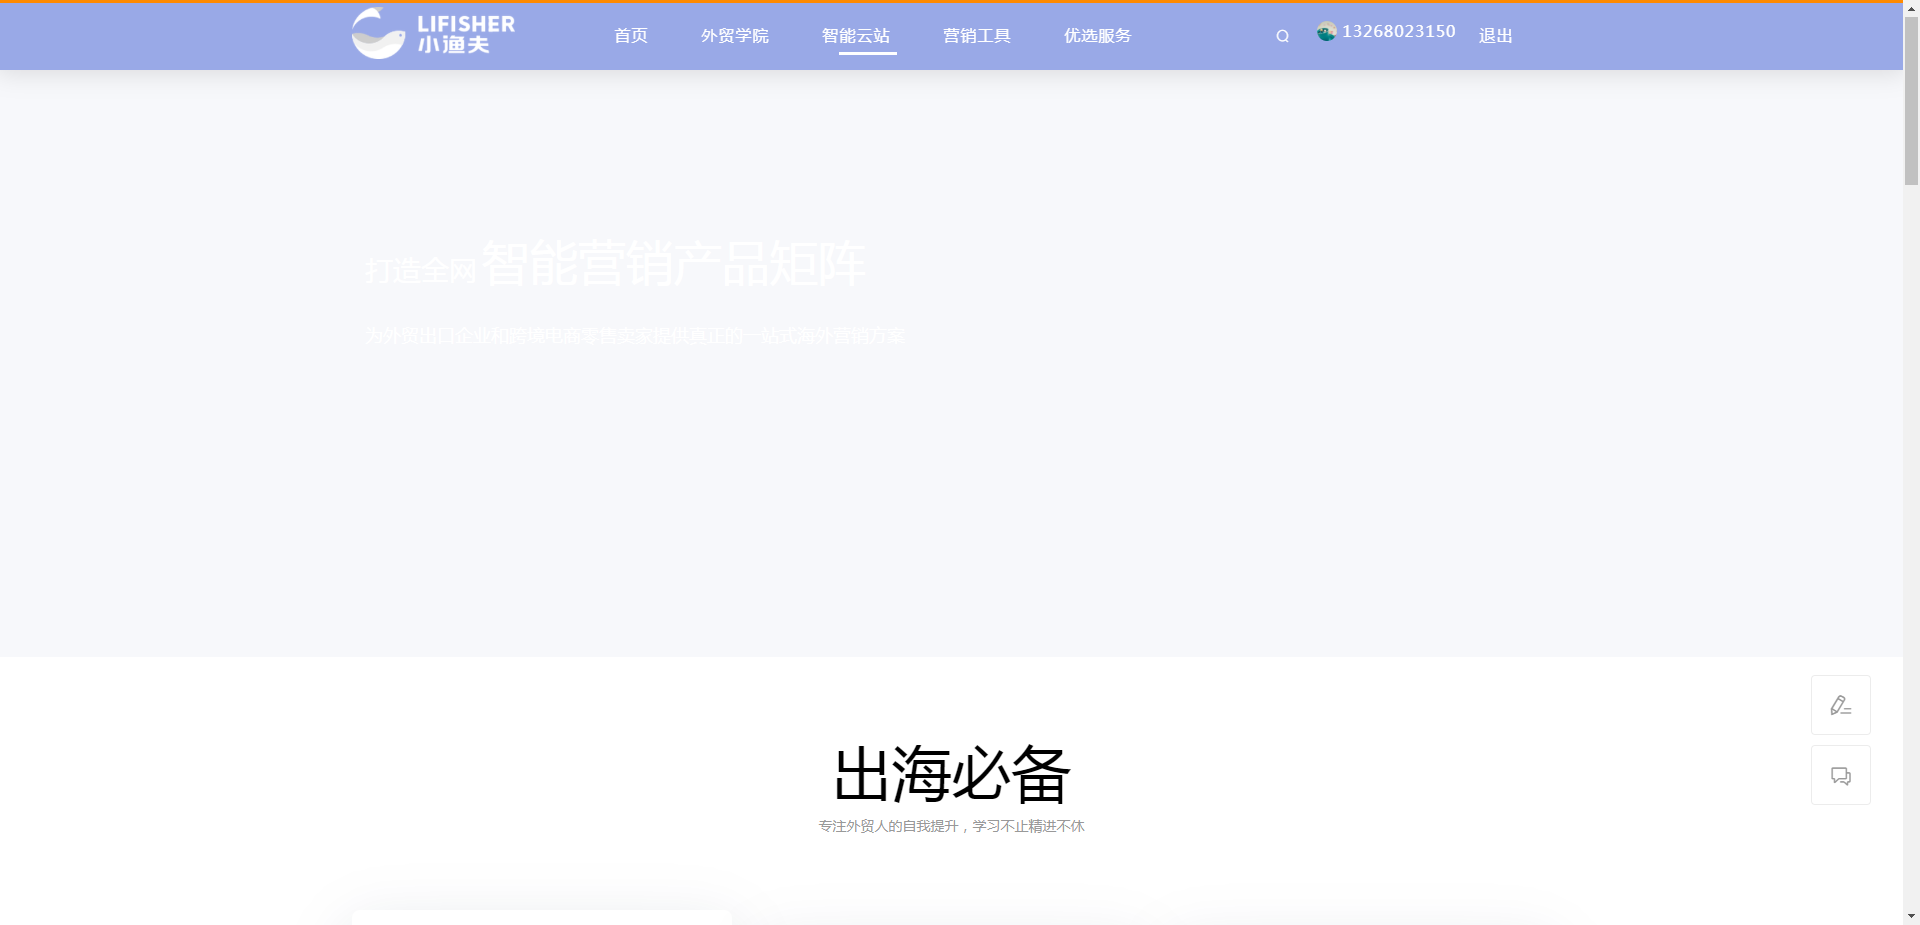 LIFISHER
小渔夫
首页 外贸学院 智能云站 营销工具 优选服务 13268023150 退出
打造全网 智能营销产品矩阵
为外贸出口企业和跨境电商零售卖家提供真正的一站式海外营销方案
出海必备
专注外贸人的自我提升，学习不止精进不休